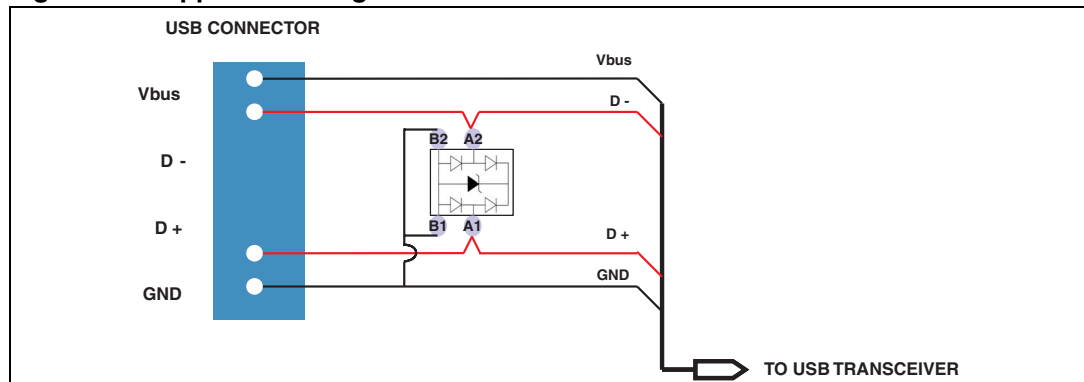 USB CONNECTOR
Vbus
Vbus
D -
B2 A2
D -
B1 A1
D +
D +
GND
GND
TO USB TRANSCEIVER